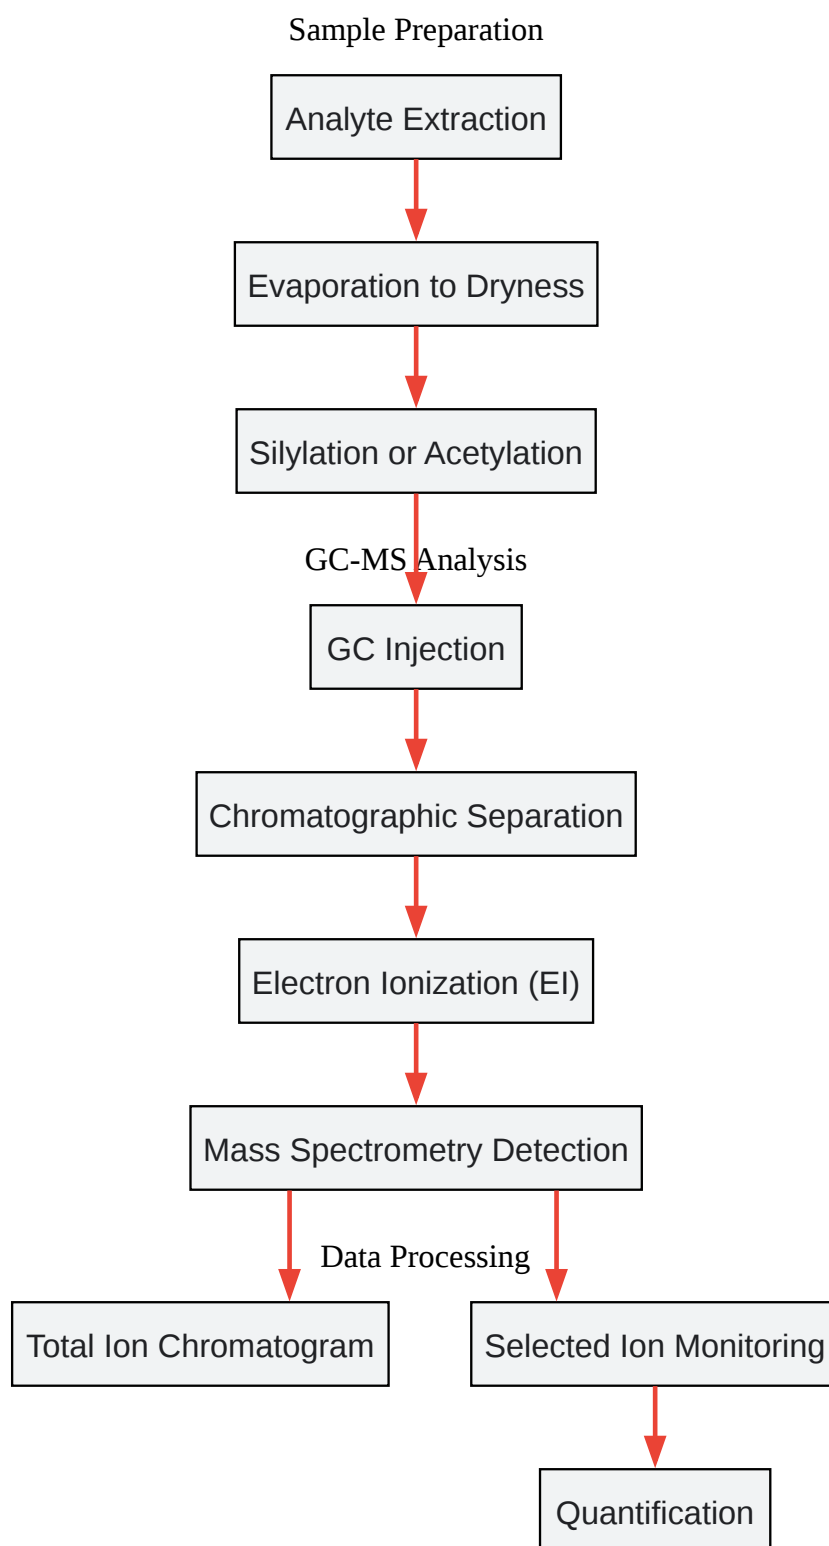 Sample Preparation
Analyte Extraction
Evaporation to Dryness
Silylation or Acetylation
GC-MS Analysis
GC Injection
Chromatographic Separation
Electron Ionization (EI)
Mass Spectrometry Detection
Data Processing
Total Ion Chromatogram
Selected Ion Monitoring
Quantification